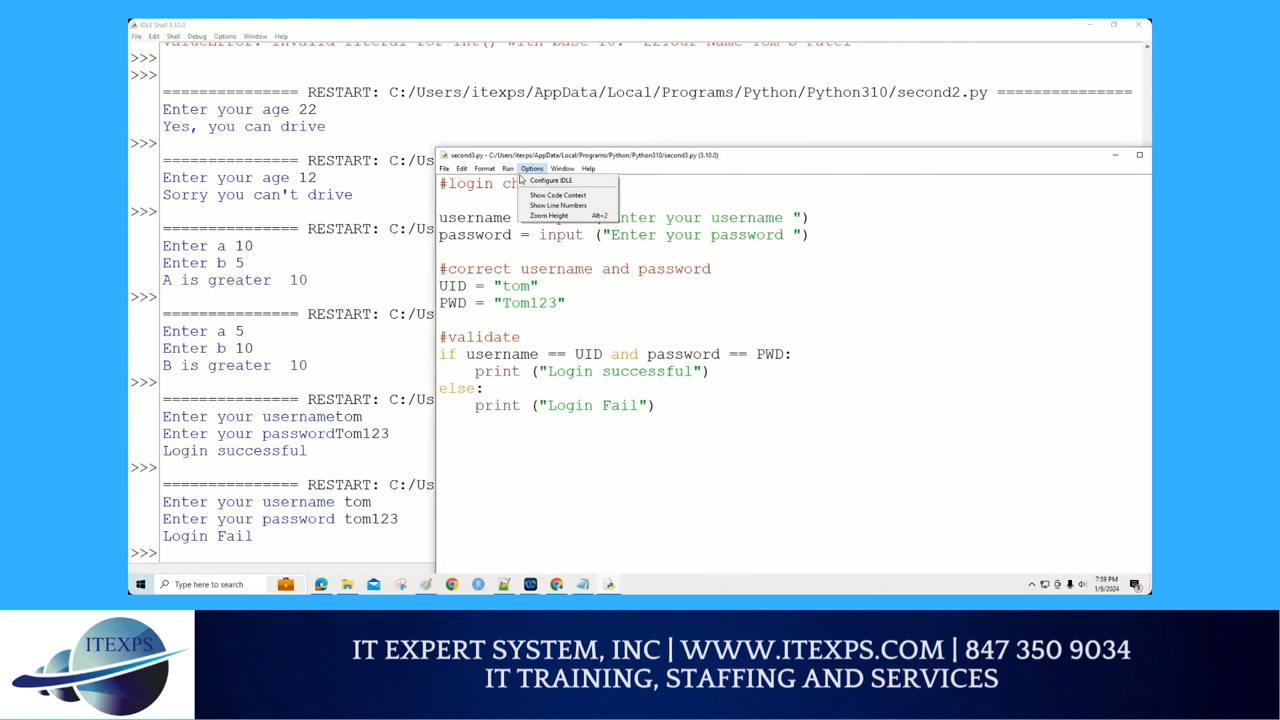 IDLE Shell 3.10.0
File Edit Shell Debug Options Window Help
ValueError: invalid literal for int() with base 10:
>>>
>>>
=============== RESTART: C:/Users/itexps/AppData/Local/Programs/Python/Python310/second2.py ===============
Enter your age 22
Yes, you can drive
>>>
=============== RESTART: C:/Us
Enter your age 12
Sorry you can't drive
>>>
=============== RESTART: C:/Us
Enter a 10
Enter b 5
A is greater  10
>>>
=============== RESTART: C:/Us
Enter a 5
Enter b 10
B is greater  10
>>>
=============== RESTART: C:/Us
Enter your usernametom
Enter your passwordTom123
Login successful
>>>
=============== RESTART: C:/Us
Enter your username tom
Enter your password tom123
Login Fail
>>>
second3.py - C:/Users/itexps/AppData/Local/Programs/Python/Python310/second3.py (3.10.0)
File Edit Format Run Options Window Help
Configure IDLE
Show Code Context
Show Line Numbers
Zoom Height Alt+2
#login ch
username nter your username ")
password = input ("Enter your password ")
#correct username and password
UID = "tom"
PWD = "Tom123"
#validate
if username == UID and password == PWD:
print ("Login successful")
else:
print ("Login Fail")
Type here to search
7:59 PM
1/9/2024
ITEXPS
IT EXPERT SYSTEM, INC | WWW.ITEXPS.COM | 847 350 9034
IT TRAINING, STAFFING AND SERVICES